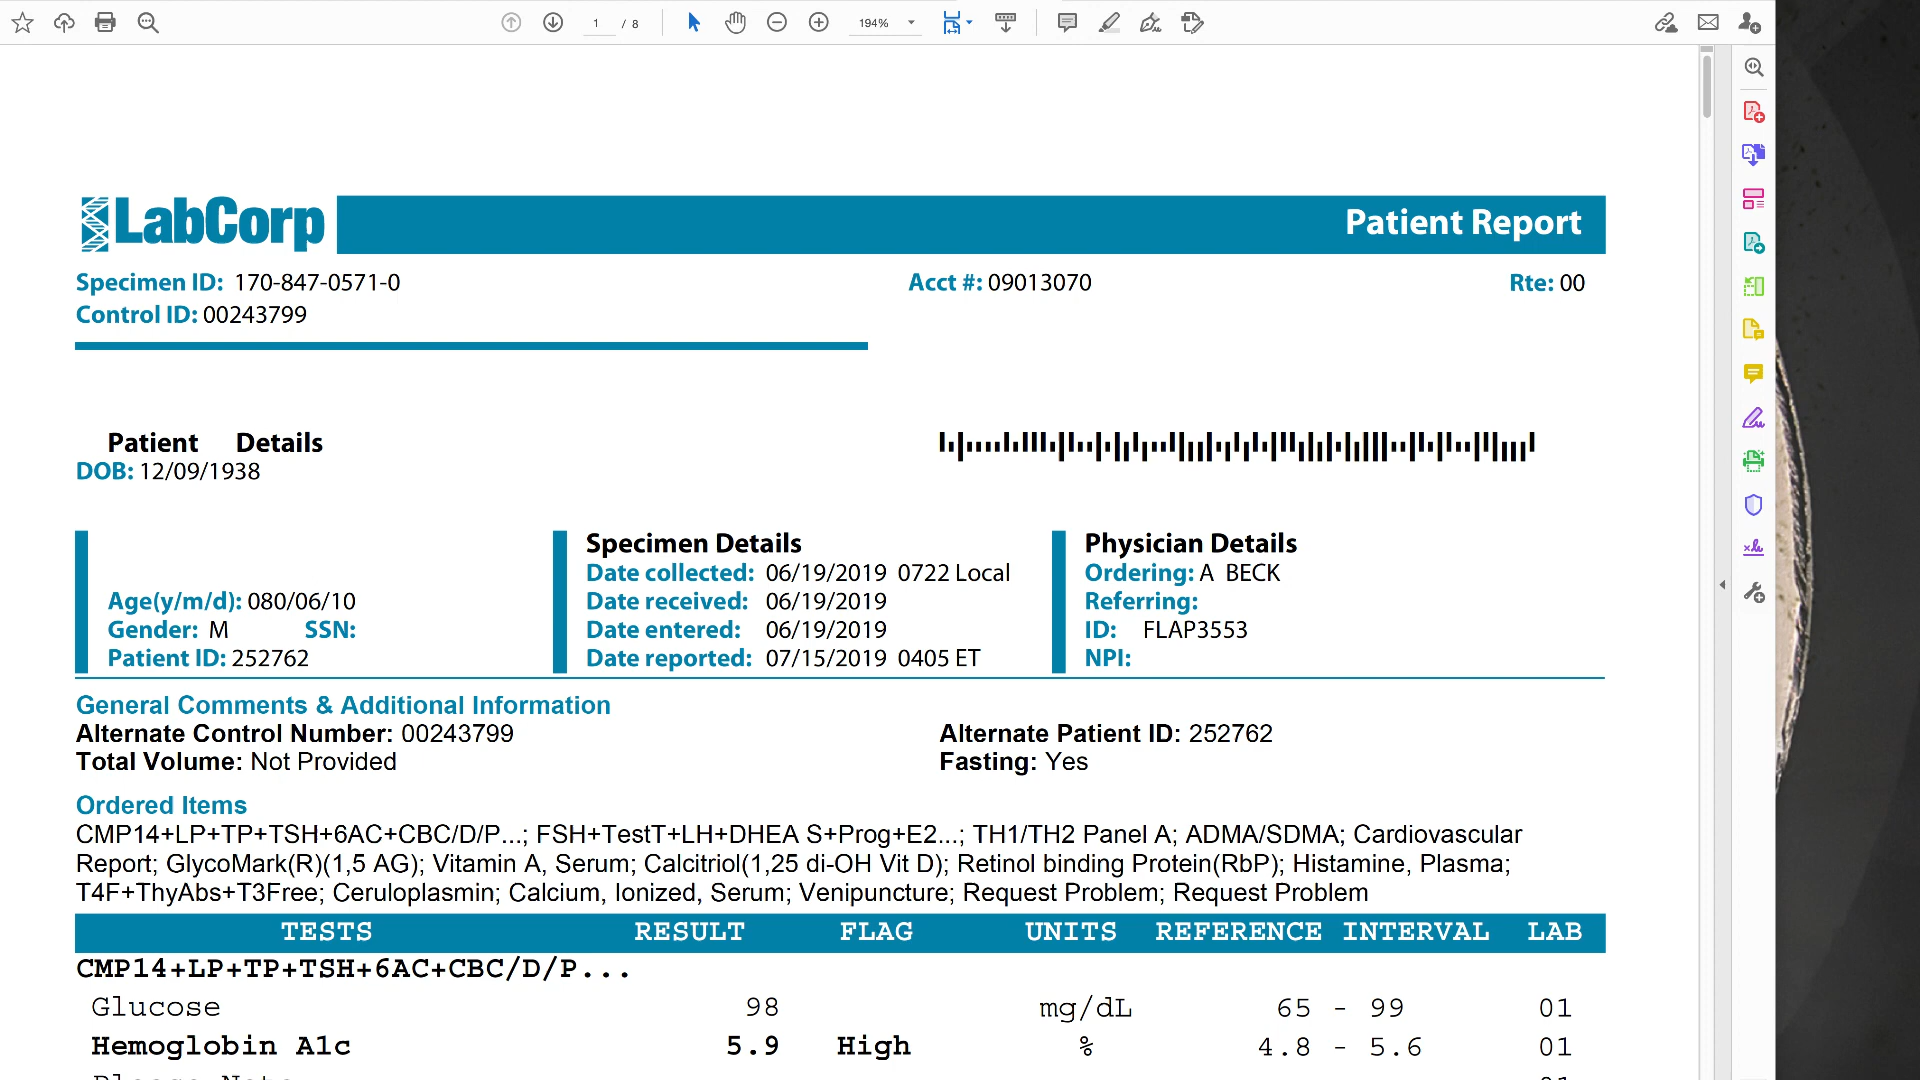 1 / 8 194%
LabCorp Patient Report
Specimen ID: 170-847-0571-0 Acct #: 09013070 Rte: 00
Control ID: 00243799
Patient Details
DOB: 12/09/1938
Specimen Details Physician Details
Date collected: 06/19/2019 0722 Local Ordering: A BECK
Age(y/m/d): 080/06/10 Date received: 06/19/2019 Referring:
Gender: M SSN: Date entered: 06/19/2019 ID: FLAP3553
Patient ID: 252762 Date reported: 07/15/2019 0405 ET NPI:
General Comments & Additional Information
Alternate Control Number: 00243799 Alternate Patient ID: 252762
Total Volume: Not Provided Fasting: Yes
Ordered Items
CMP14+LP+TP+TSH+6AC+CBC/D/P...; FSH+TestT+LH+DHEA S+Prog+E2...; TH1/TH2 Panel A; ADMA/SDMA; Cardiovascular
Report; GlycoMark(R)(1,5 AG); Vitamin A, Serum; Calcitriol(1,25 di-OH Vit D); Retinol binding Protein(RbP); Histamine, Plasma;
T4F+ThyAbs+T3Free; Ceruloplasmin; Calcium, Ionized, Serum; Venipuncture; Request Problem; Request Problem
TESTS RESULT FLAG UNITS REFERENCE INTERVAL LAB
CMP14+LP+TP+TSH+6AC+CBC/D/P...
Glucose 98 mg/dL 65 - 99 01
Hemoglobin A1c 5.9 High % 4.8 - 5.6 01